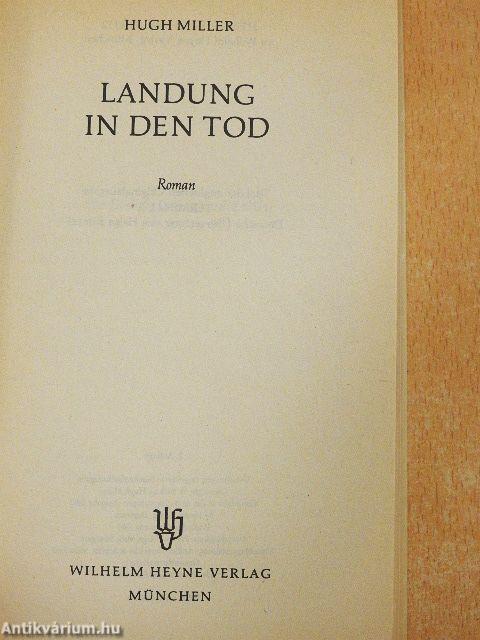 HUGH MILLER
LANDUNG
IN DEN TOD
Roman
WILHELM HEYNE VERLAG
MÜNCHEN
Antikvárium.hu